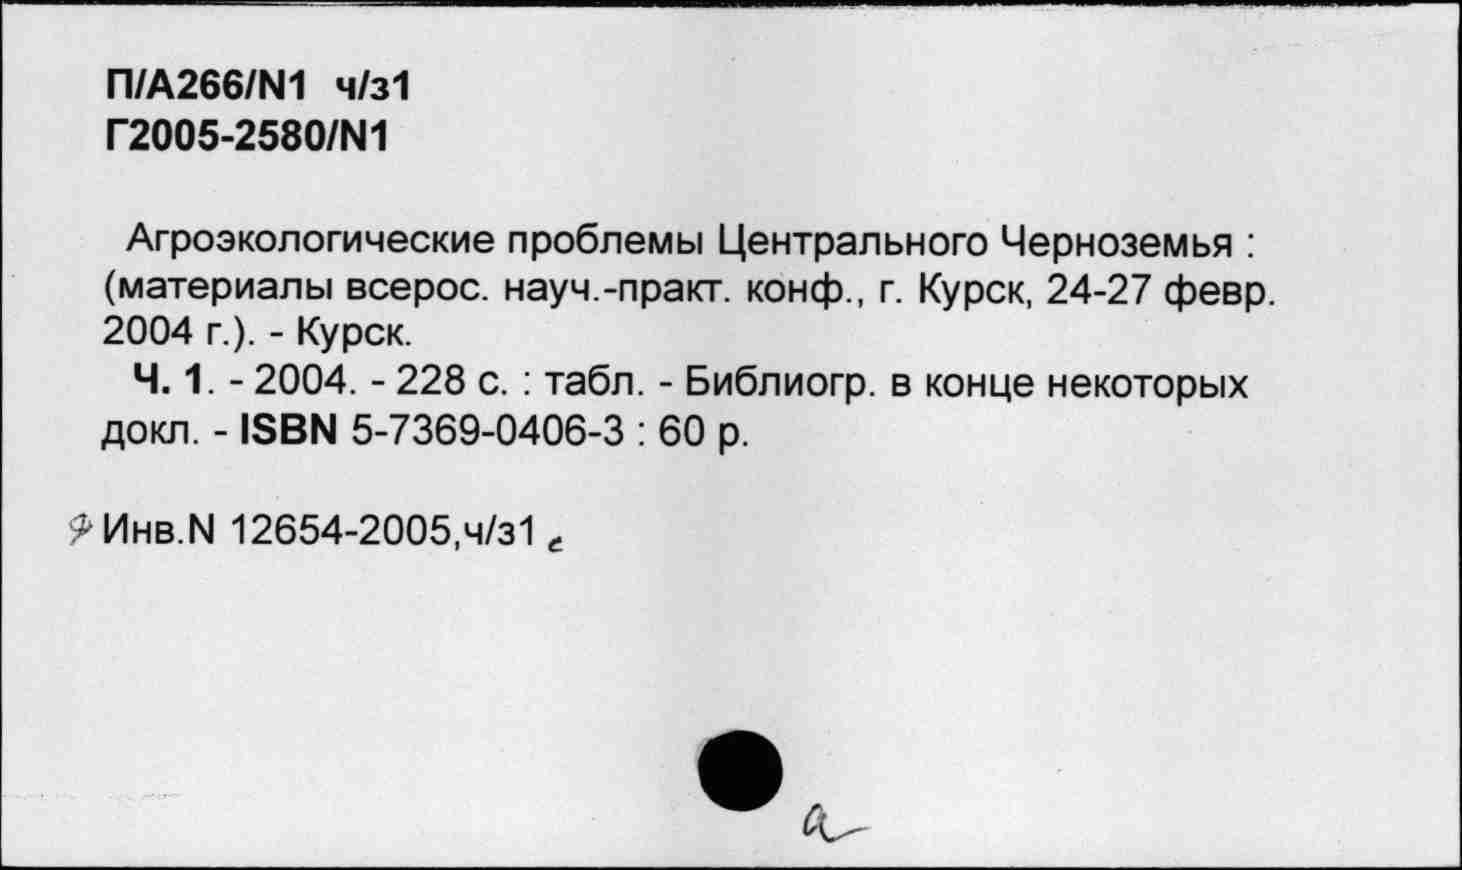 П/А266/N1 ч/з1
Г2005-2580/N1
Агроэкологические проблемы Центрального Черноземья :
(материалы всерос. науч.-практ. конф., г. Курск, 24-27 февр.
2004 г.). - Курск.
Ч. 1. - 2004. - 228 с. : табл. - Библиогр. в конце некоторых
докл. - ISBN 5-7369-0406-3 : 60 р.
Инв.N 12654-2005,ч/з1
а